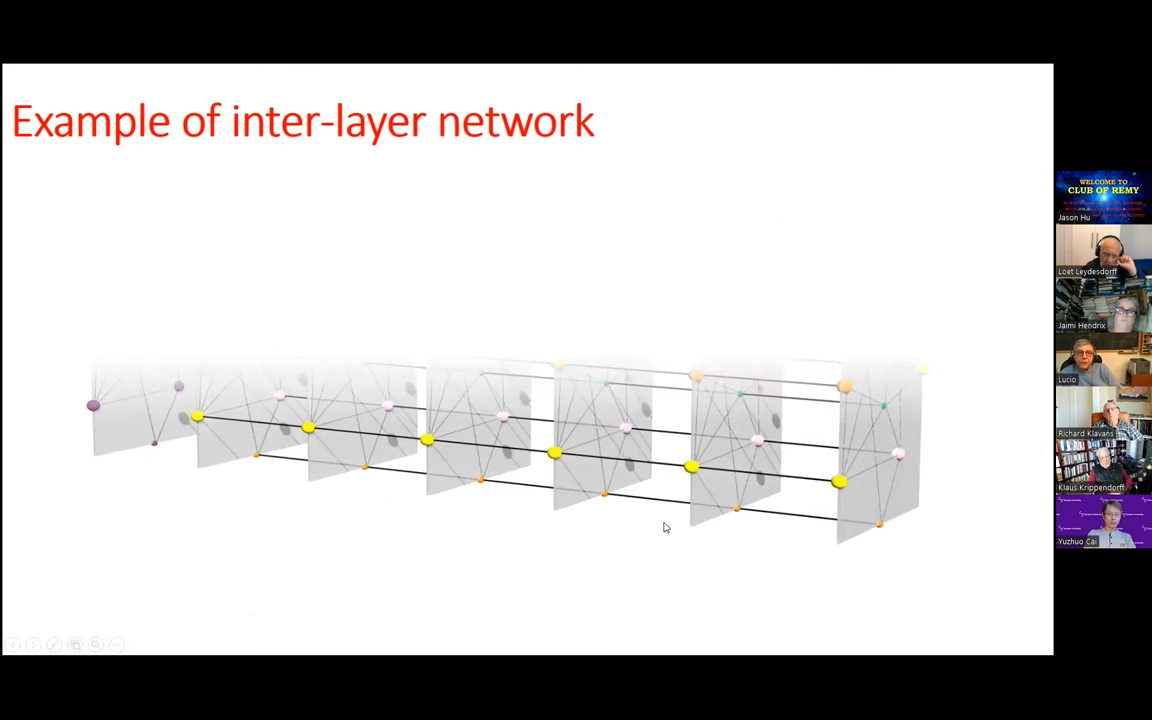 Example of inter-layer network
WELCOME TO
CLUB OF REMY
Jason Hu
Loet Leydesdorff
Jaimi Hendrix
Lucio
Richard Klavans
Klaus Krippendorff
Yuzhuo Cai